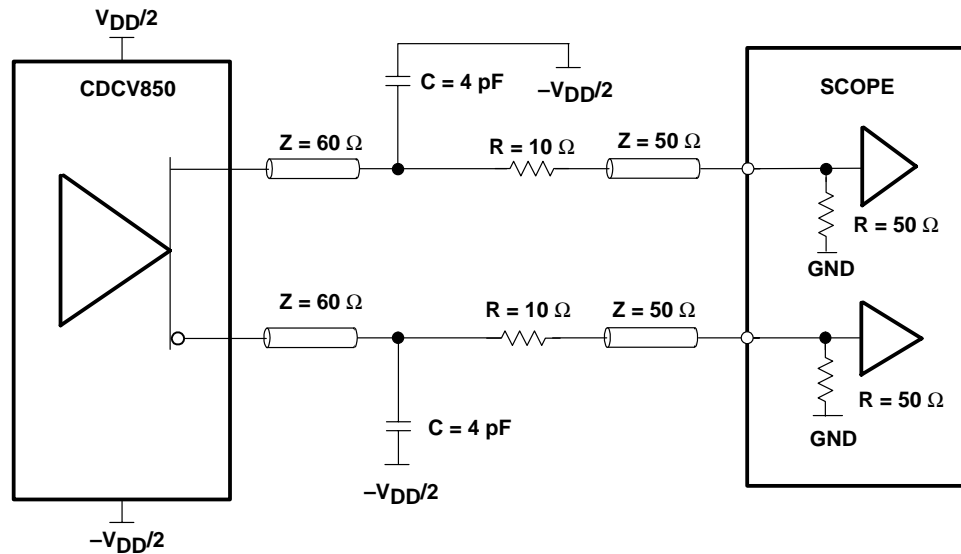 VDD/2
CDCV850
C = 4 pF
–VDD/2
SCOPE
Z = 60 Ω
R = 10 Ω
Z = 50 Ω
R = 50 Ω
GND
Z = 60 Ω
R = 10 Ω
Z = 50 Ω
R = 50 Ω
GND
C = 4 pF
–VDD/2
–VDD/2